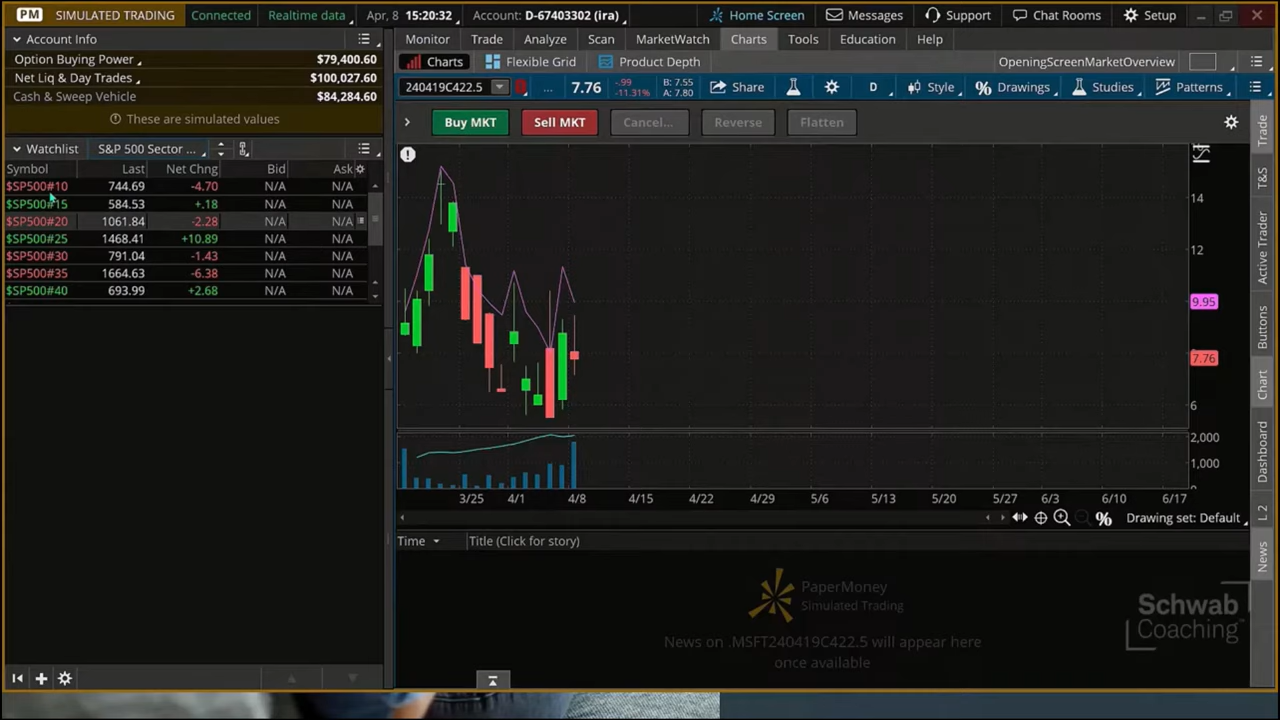 PM SIMULATED TRADING Connected Realtime data Apr, 8 15:20:32 Account: D-67403302 (ira) Home Screen Messages Support Chat Rooms Setup
Account Info
Option Buying Power $79,400.60
Net Liq & Day Trades $100,027.60
Cash & Sweep Vehicle $84,284.60
These are simulated values
Watchlist S&P 500 Sector ...
Symbol Last Net Chng Bid Ask
$SP500#10 744.69 -4.70 N/A N/A
$SP500#15 584.53 +.18 N/A N/A
$SP500#20 1061.84 -2.28 N/A N/A
$SP500#25 1468.41 +10.89 N/A N/A
$SP500#30 791.04 -1.43 N/A N/A
$SP500#35 1664.63 -6.38 N/A N/A
$SP500#40 693.99 +2.68 N/A N/A
Monitor Trade Analyze Scan MarketWatch Charts Tools Education Help
Charts Flexible Grid Product Depth OpeningScreenMarketOverview
240419C422.5 ... 7.76 -.99 -11.31% B: 7.55 A: 7.80 Share D Style Drawings Studies Patterns
Buy MKT Sell MKT Cancel... Reverse Flatten
14
12
9.95
7.76
6
2,000
1,000
3/25 4/1 4/8 4/15 4/22 4/29 5/6 5/13 5/20 5/27 6/3 6/10 6/17
Drawing set: Default
Time Title (Click for story)
PaperMoney
Simulated Trading
News on .MSFT240419C422.5 will appear here
once available
Schwab
Coaching
Trade
T&S
Active Trader
Buttons
Chart
Dashboard
L 2
News